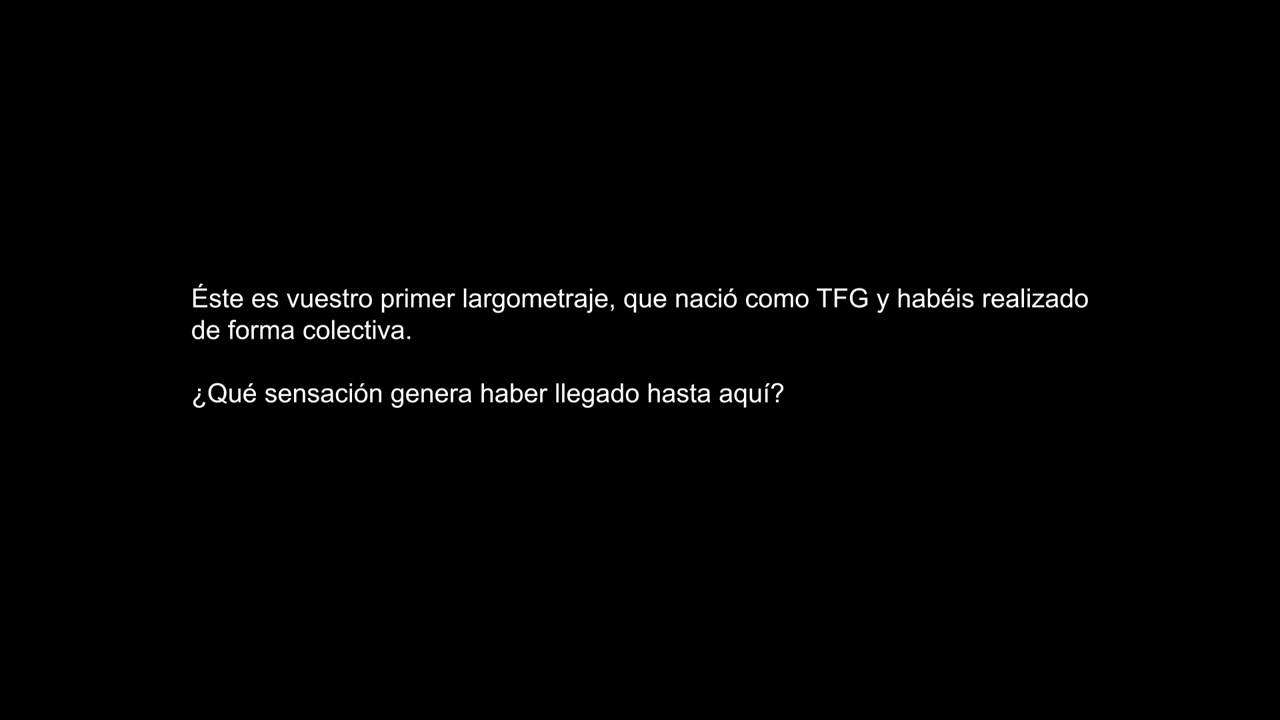 Éste es vuestro primer largometraje, que nació como TFG y habéis realizado
de forma colectiva.
¿Qué sensación genera haber llegado hasta aquí?